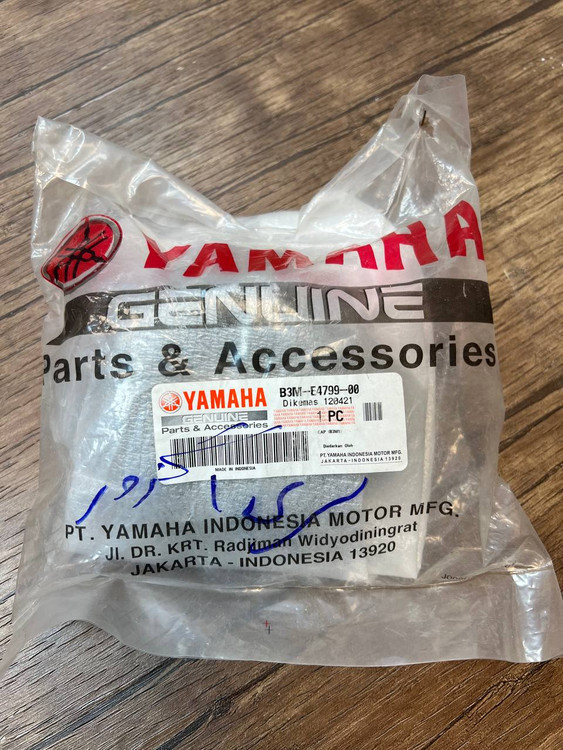 YAMAHA
GENUINE
Parts & Accessories
YAMAHA
GENUINE
Parts & Accessories
B3M-E4799-00
Dikemas 120421
1 PC
Diedarkan Oleh
PT. YAMAHA INDONESIA MOTOR MFG.
JAKARTA-INDONESIA 13920
MADE IN INDONESIA
PT. YAMAHA INDONESIA MOTOR MFG.
Jl. DR. KRT. Radjiman Widyodiningrat
JAKARTA - INDONESIA 13920